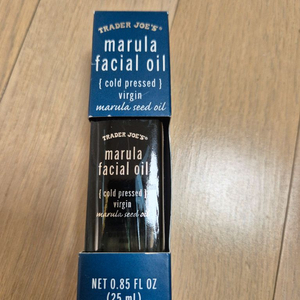 TRADER JOE'S®
marula
facial oil
{ cold pressed }
virgin
marula seed oil
TRADER JOE'S®
marula
facial oil
{ cold pressed }
virgin
marula seed oil
NET 0.85 FL OZ
(25 mL)